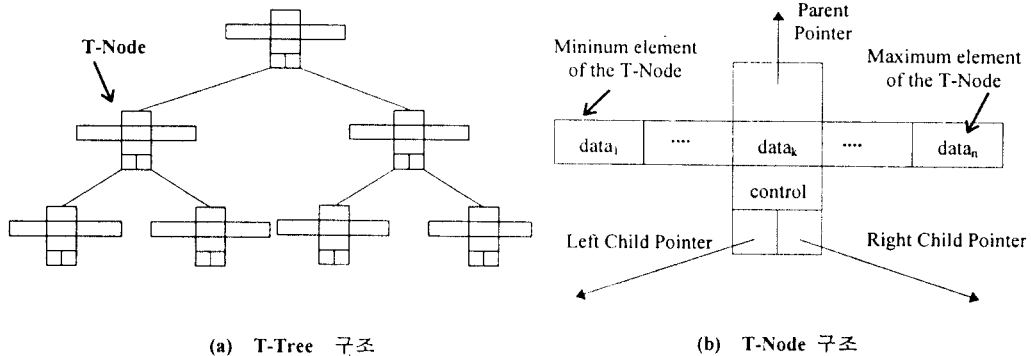 T-Node
(a) T-Tree 구조
Parent
Pointer
Mininum element
of the T-Node
Maximum element
of the T-Node
data₁ .... dataₖ .... dataₙ
control
Left Child Pointer
Right Child Pointer
(b) T-Node 구조